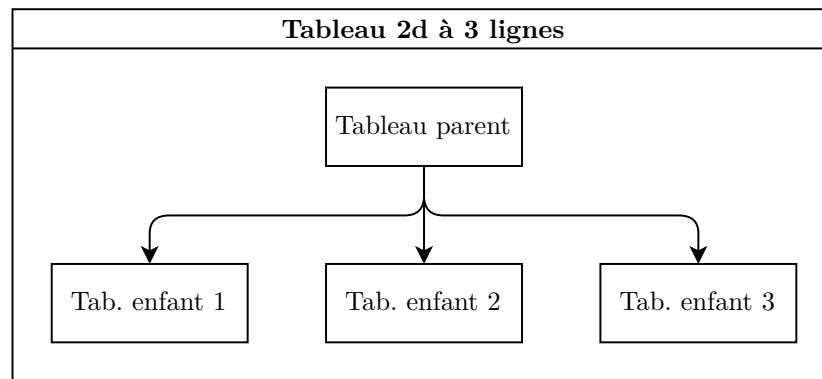 Tableau 2d à 3 lignes
Tableau parent
Tab. enfant 1
Tab. enfant 2
Tab. enfant 3